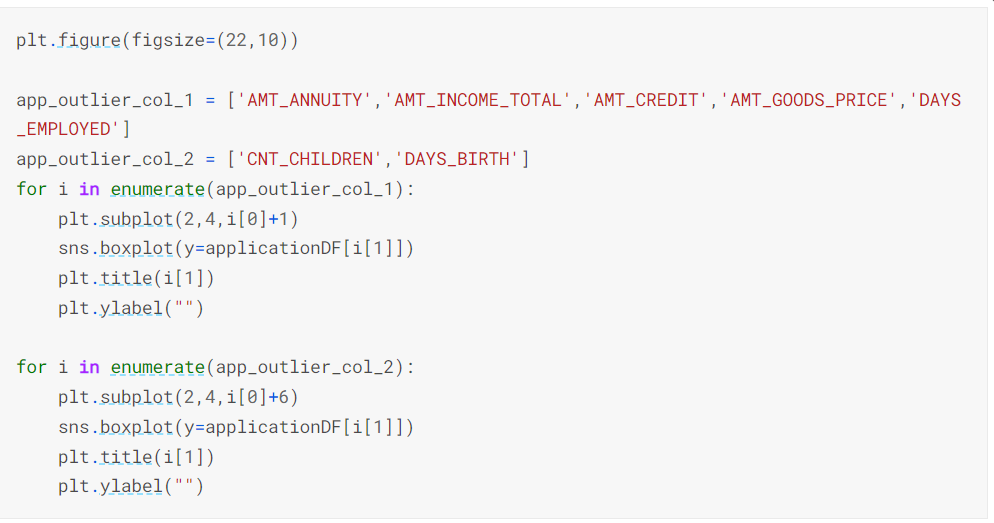 plt.figure(figsize=(22,10))
app_outlier_col_1 = ['AMT_ANNUITY','AMT_INCOME_TOTAL','AMT_CREDIT','AMT_GOODS_PRICE','DAYS
_EMPLOYED']
app_outlier_col_2 = ['CNT_CHILDREN','DAYS_BIRTH']
for i in enumerate(app_outlier_col_1):
    plt.subplot(2,4,i[0]+1)
    sns.boxplot(y=applicationDF[i[1]])
    plt.title(i[1])
    plt.ylabel("")
for i in enumerate(app_outlier_col_2):
    plt.subplot(2,4,i[0]+6)
    sns.boxplot(y=applicationDF[i[1]])
    plt.title(i[1])
    plt.ylabel("")